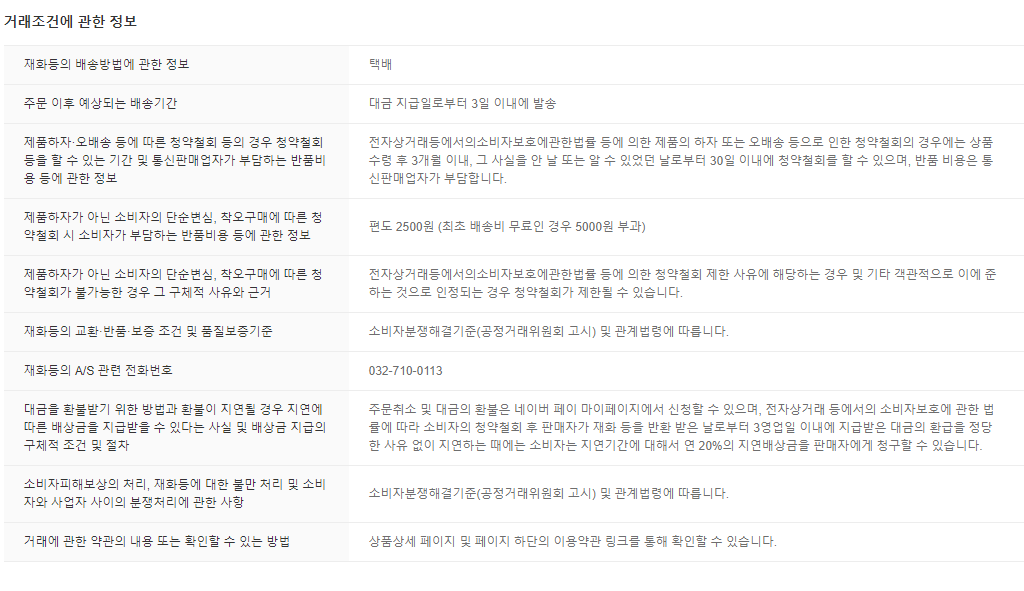 거래조건에 관한 정보
재화등의 배송방법에 관한 정보
택배
주문 이후 예상되는 배송기간
대금 지급일로부터 3일 이내에 발송
제품하자·오배송 등에 따른 청약철회 등의 경우 청약철회
등을 할 수 있는 기간 및 통신판매업자가 부담하는 반품비
용 등에 관한 정보
전자상거래등에서의소비자보호에관한법률 등에 의한 제품의 하자 또는 오배송 등으로 인한 청약철회의 경우에는 상품
수령 후 3개월 이내, 그 사실을 안 날 또는 알 수 있었던 날로부터 30일 이내에 청약철회를 할 수 있으며, 반품 비용은 통
신판매업자가 부담합니다.
제품하자가 아닌 소비자의 단순변심, 착오구매에 따른 청
약철회 시 소비자가 부담하는 반품비용 등에 관한 정보
편도 2500원 (최초 배송비 무료인 경우 5000원 부과)
제품하자가 아닌 소비자의 단순변심, 착오구매에 따른 청
약철회가 불가능한 경우 그 구체적 사유와 근거
전자상거래등에서의소비자보호에관한법률 등에 의한 청약철회 제한 사유에 해당하는 경우 및 기타 객관적으로 이에 준
하는 것으로 인정되는 경우 청약철회가 제한될 수 있습니다.
재화등의 교환·반품·보증 조건 및 품질보증기준
소비자분쟁해결기준(공정거래위원회 고시) 및 관계법령에 따릅니다.
재화등의 A/S 관련 전화번호
032-710-0113
대금을 환불받기 위한 방법과 환불이 지연될 경우 지연에
따른 배상금을 지급받을 수 있다는 사실 및 배상금 지급의
구체적 조건 및 절차
주문취소 및 대금의 환불은 네이버 페이 마이페이지에서 신청할 수 있으며, 전자상거래 등에서의 소비자보호에 관한 법
률에 따라 소비자의 청약철회 후 판매자가 재화 등을 반환 받은 날로부터 3영업일 이내에 지급받은 대금의 환급을 정당
한 사유 없이 지연하는 때에는 소비자는 지연기간에 대해서 연 20%의 지연배상금을 판매자에게 청구할 수 있습니다.
소비자피해보상의 처리, 재화등에 대한 불만 처리 및 소비
자와 사업자 사이의 분쟁처리에 관한 사항
소비자분쟁해결기준(공정거래위원회 고시) 및 관계법령에 따릅니다.
거래에 관한 약관의 내용 또는 확인할 수 있는 방법
상품상세 페이지 및 페이지 하단의 이용약관 링크를 통해 확인할 수 있습니다.